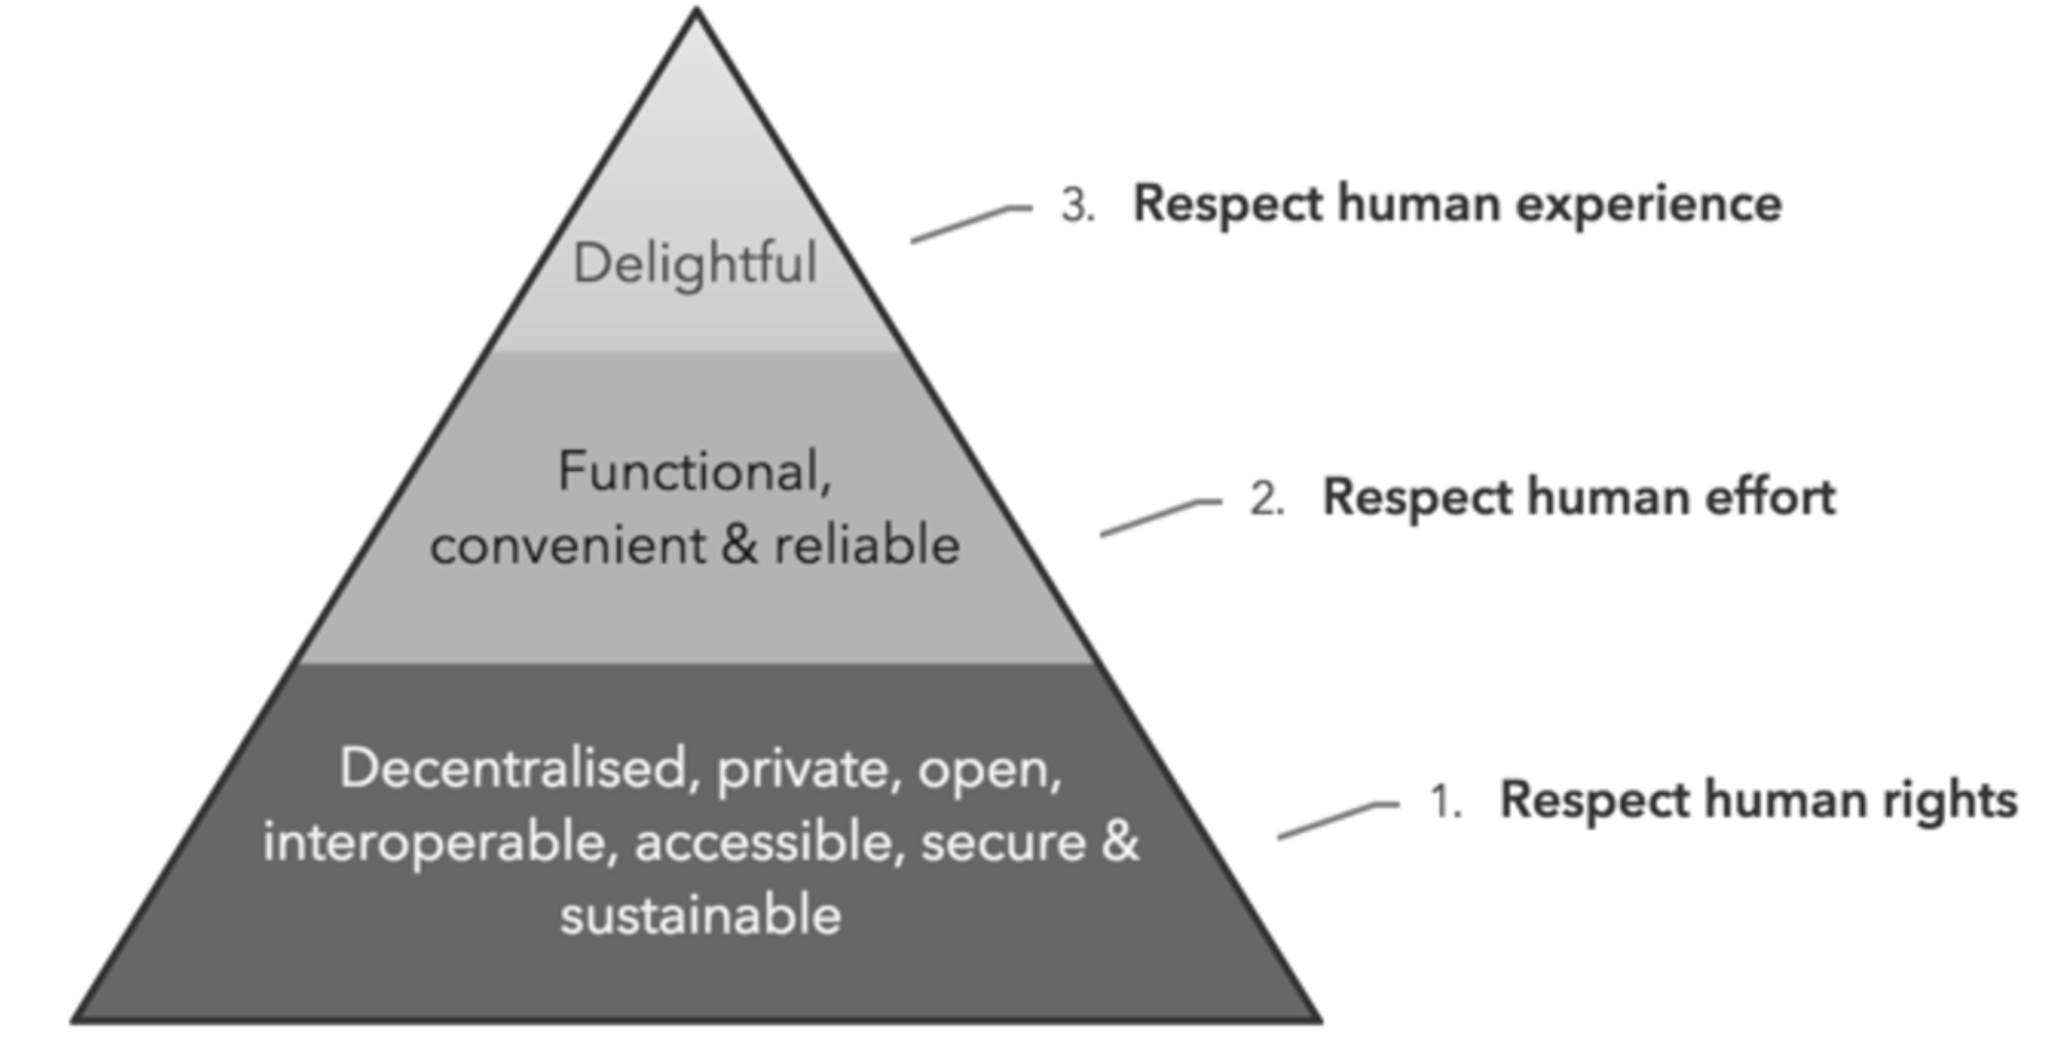 3. Respect human experience
Delightful
Functional,
convenient & reliable
2. Respect human effort
Decentralised, private, open,
interoperable, accessible, secure &
sustainable
1. Respect human rights